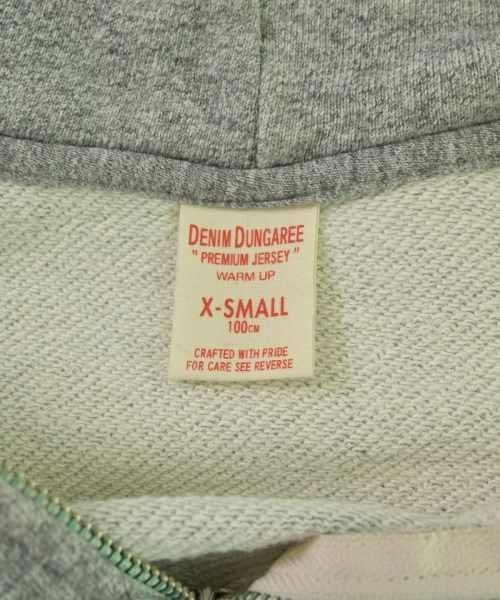 DENIM DUNGAREE
" PREMIUM JERSEY "
WARM UP
X-SMALL
100CM
CRAFTED WITH PRIDE
FOR CARE SEE REVERSE